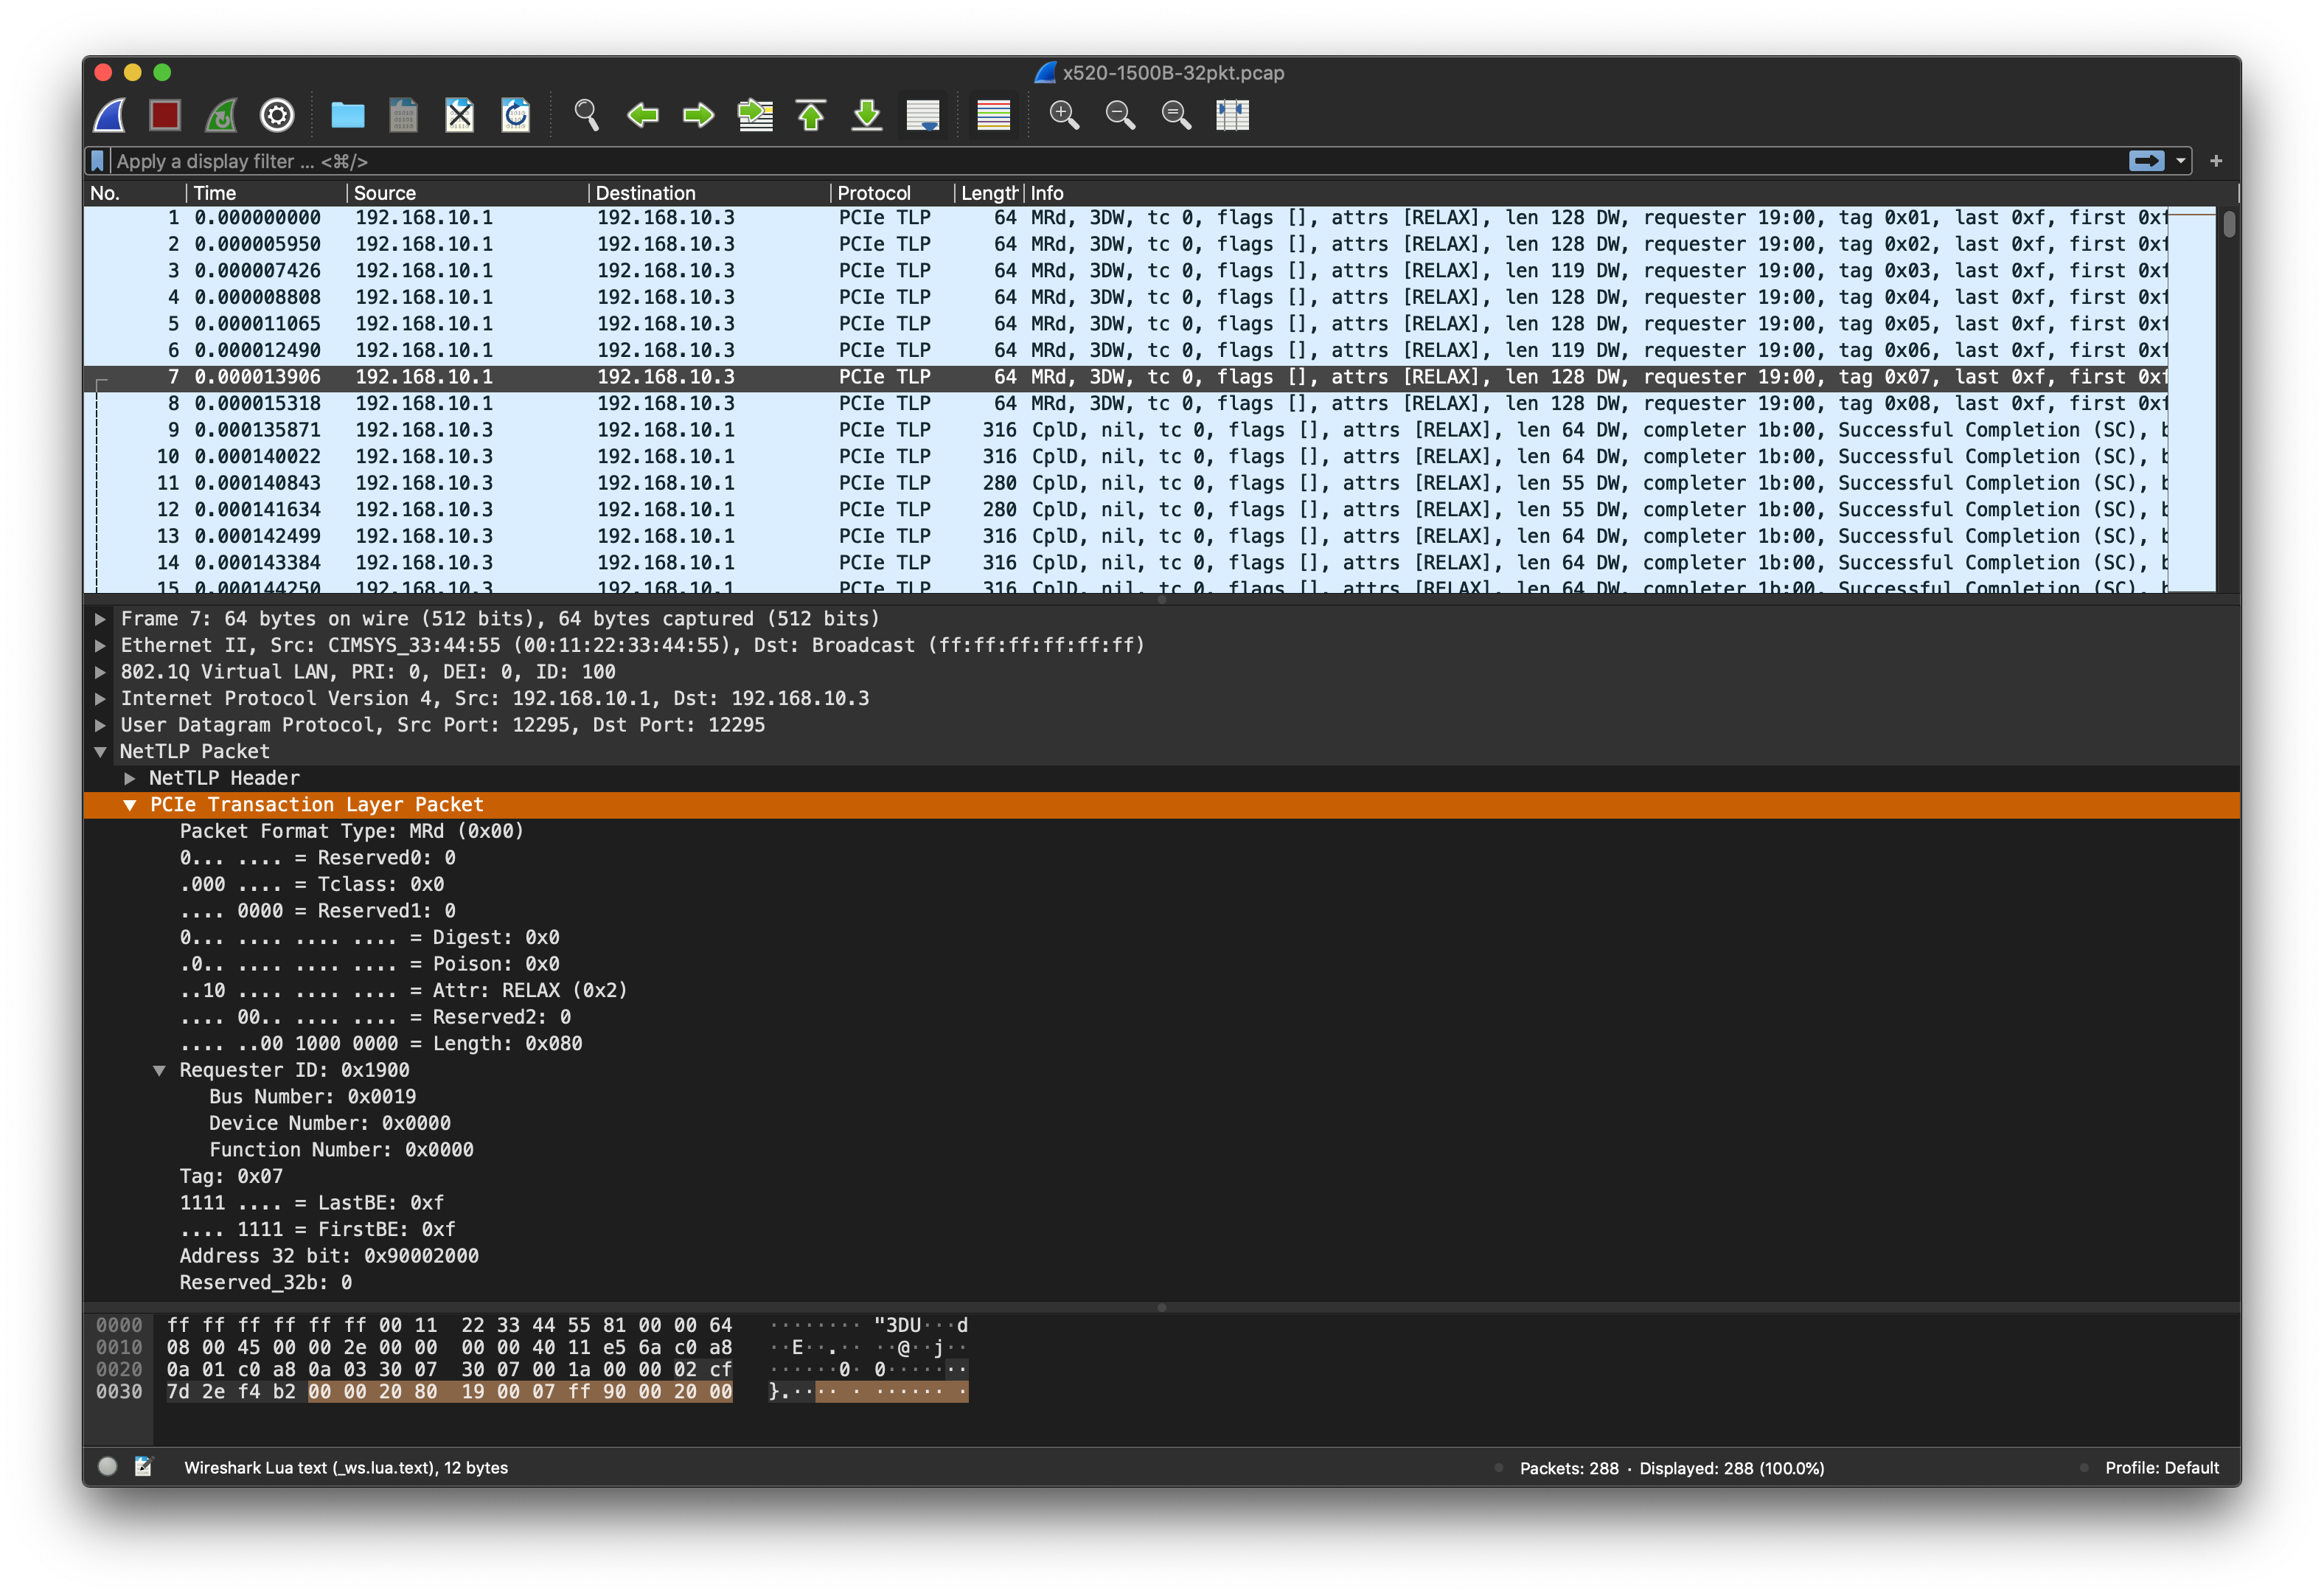 x520-1500B-32pkt.pcap
Apply a display filter ... <⌘/>
+
No. Time Source Destination Protocol Length Info
1 0.000000000 192.168.10.1 192.168.10.3 PCIe TLP 64 MRd, 3DW, tc 0, flags [], attrs [RELAX], len 128 DW, requester 19:00, tag 0x01, last 0xf, first 0xf
2 0.000005950 192.168.10.1 192.168.10.3 PCIe TLP 64 MRd, 3DW, tc 0, flags [], attrs [RELAX], len 128 DW, requester 19:00, tag 0x02, last 0xf, first 0xf
3 0.000007426 192.168.10.1 192.168.10.3 PCIe TLP 64 MRd, 3DW, tc 0, flags [], attrs [RELAX], len 119 DW, requester 19:00, tag 0x03, last 0xf, first 0xf
4 0.000008808 192.168.10.1 192.168.10.3 PCIe TLP 64 MRd, 3DW, tc 0, flags [], attrs [RELAX], len 128 DW, requester 19:00, tag 0x04, last 0xf, first 0xf
5 0.000011065 192.168.10.1 192.168.10.3 PCIe TLP 64 MRd, 3DW, tc 0, flags [], attrs [RELAX], len 128 DW, requester 19:00, tag 0x05, last 0xf, first 0xf
6 0.000012490 192.168.10.1 192.168.10.3 PCIe TLP 64 MRd, 3DW, tc 0, flags [], attrs [RELAX], len 119 DW, requester 19:00, tag 0x06, last 0xf, first 0xf
7 0.000013906 192.168.10.1 192.168.10.3 PCIe TLP 64 MRd, 3DW, tc 0, flags [], attrs [RELAX], len 128 DW, requester 19:00, tag 0x07, last 0xf, first 0xf
8 0.000015318 192.168.10.1 192.168.10.3 PCIe TLP 64 MRd, 3DW, tc 0, flags [], attrs [RELAX], len 128 DW, requester 19:00, tag 0x08, last 0xf, first 0xf
9 0.000135871 192.168.10.3 192.168.10.1 PCIe TLP 316 CplD, nil, tc 0, flags [], attrs [RELAX], len 64 DW, completer 1b:00, Successful Completion (SC), b
10 0.000140022 192.168.10.3 192.168.10.1 PCIe TLP 316 CplD, nil, tc 0, flags [], attrs [RELAX], len 64 DW, completer 1b:00, Successful Completion (SC), b
11 0.000140843 192.168.10.3 192.168.10.1 PCIe TLP 280 CplD, nil, tc 0, flags [], attrs [RELAX], len 55 DW, completer 1b:00, Successful Completion (SC), b
12 0.000141634 192.168.10.3 192.168.10.1 PCIe TLP 280 CplD, nil, tc 0, flags [], attrs [RELAX], len 55 DW, completer 1b:00, Successful Completion (SC), b
13 0.000142499 192.168.10.3 192.168.10.1 PCIe TLP 316 CplD, nil, tc 0, flags [], attrs [RELAX], len 64 DW, completer 1b:00, Successful Completion (SC), b
14 0.000143384 192.168.10.3 192.168.10.1 PCIe TLP 316 CplD, nil, tc 0, flags [], attrs [RELAX], len 64 DW, completer 1b:00, Successful Completion (SC), b
15 0.000144250 192.168.10.3 192.168.10.1 PCIe TLP 316 CplD, nil, tc 0, flags [], attrs [RELAX], len 64 DW, completer 1b:00, Successful Completion (SC), b
Frame 7: 64 bytes on wire (512 bits), 64 bytes captured (512 bits)
Ethernet II, Src: CIMSYS_33:44:55 (00:11:22:33:44:55), Dst: Broadcast (ff:ff:ff:ff:ff:ff)
802.1Q Virtual LAN, PRI: 0, DEI: 0, ID: 100
Internet Protocol Version 4, Src: 192.168.10.1, Dst: 192.168.10.3
User Datagram Protocol, Src Port: 12295, Dst Port: 12295
NetTLP Packet
NetTLP Header
PCIe Transaction Layer Packet
Packet Format Type: MRd (0x00)
0... .... = Reserved0: 0
.000 .... = Tclass: 0x0
.... 0000 = Reserved1: 0
0... .... .... .... = Digest: 0x0
.0.. .... .... .... = Poison: 0x0
..10 .... .... .... = Attr: RELAX (0x2)
.... 00.. .... .... = Reserved2: 0
.... ..00 1000 0000 = Length: 0x080
Requester ID: 0x1900
Bus Number: 0x0019
Device Number: 0x0000
Function Number: 0x0000
Tag: 0x07
1111 .... = LastBE: 0xf
.... 1111 = FirstBE: 0xf
Address 32 bit: 0x90002000
Reserved_32b: 0
0000 ff ff ff ff ff ff 00 11 22 33 44 55 81 00 00 64 ········ "3DU···d
0010 08 00 45 00 00 2e 00 00 00 00 40 11 e5 6a c0 a8 ··E··.·· ··@··j··
0020 0a 01 c0 a8 0a 03 30 07 30 07 00 1a 00 00 02 cf ······0· 0·······
0030 7d 2e f4 b2 00 00 20 80 19 00 07 ff 90 00 20 00 }.···· · ······ ·
Wireshark Lua text (_ws.lua.text), 12 bytes
Packets: 288 · Displayed: 288 (100.0%)
Profile: Default